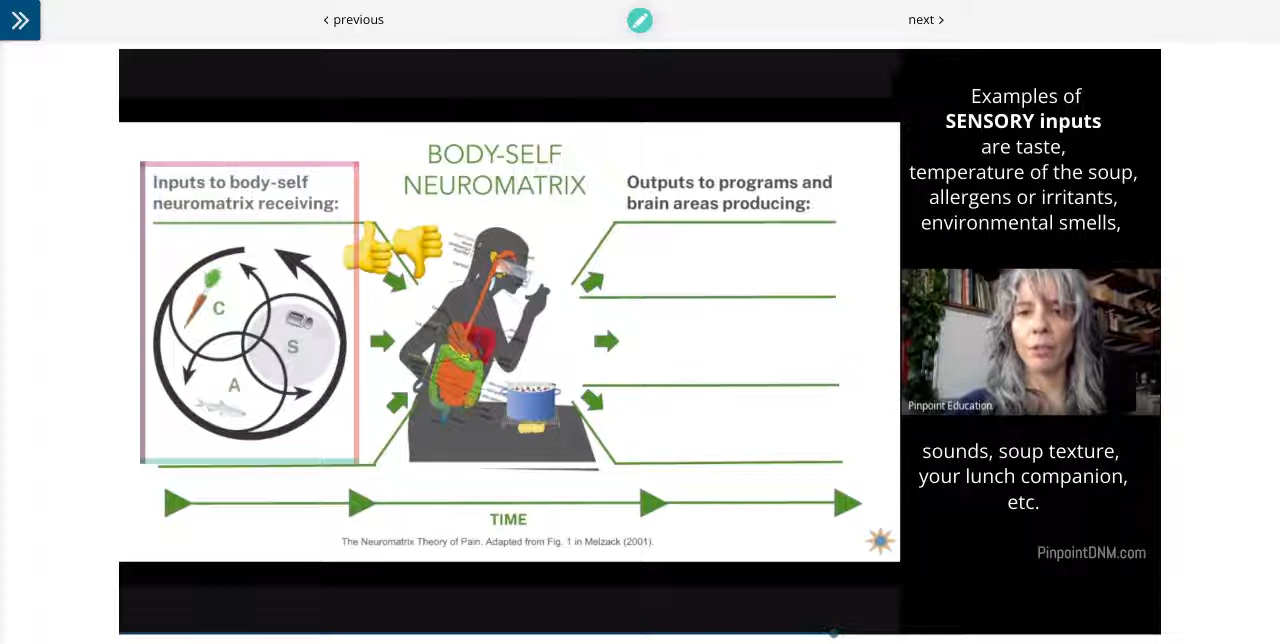 previous
next
BODY-SELF
NEUROMATRIX
Inputs to body-self
neuromatrix receiving:
Outputs to programs and
brain areas producing:
C
S
A
TIME
The Neuromatrix Theory of Pain. Adapted from Fig. 1 in Melzack (2001).
Examples of
SENSORY inputs
are taste,
temperature of the soup,
allergens or irritants,
environmental smells,
Pinpoint Education
sounds, soup texture,
your lunch companion,
etc.
PinpointDNM.com